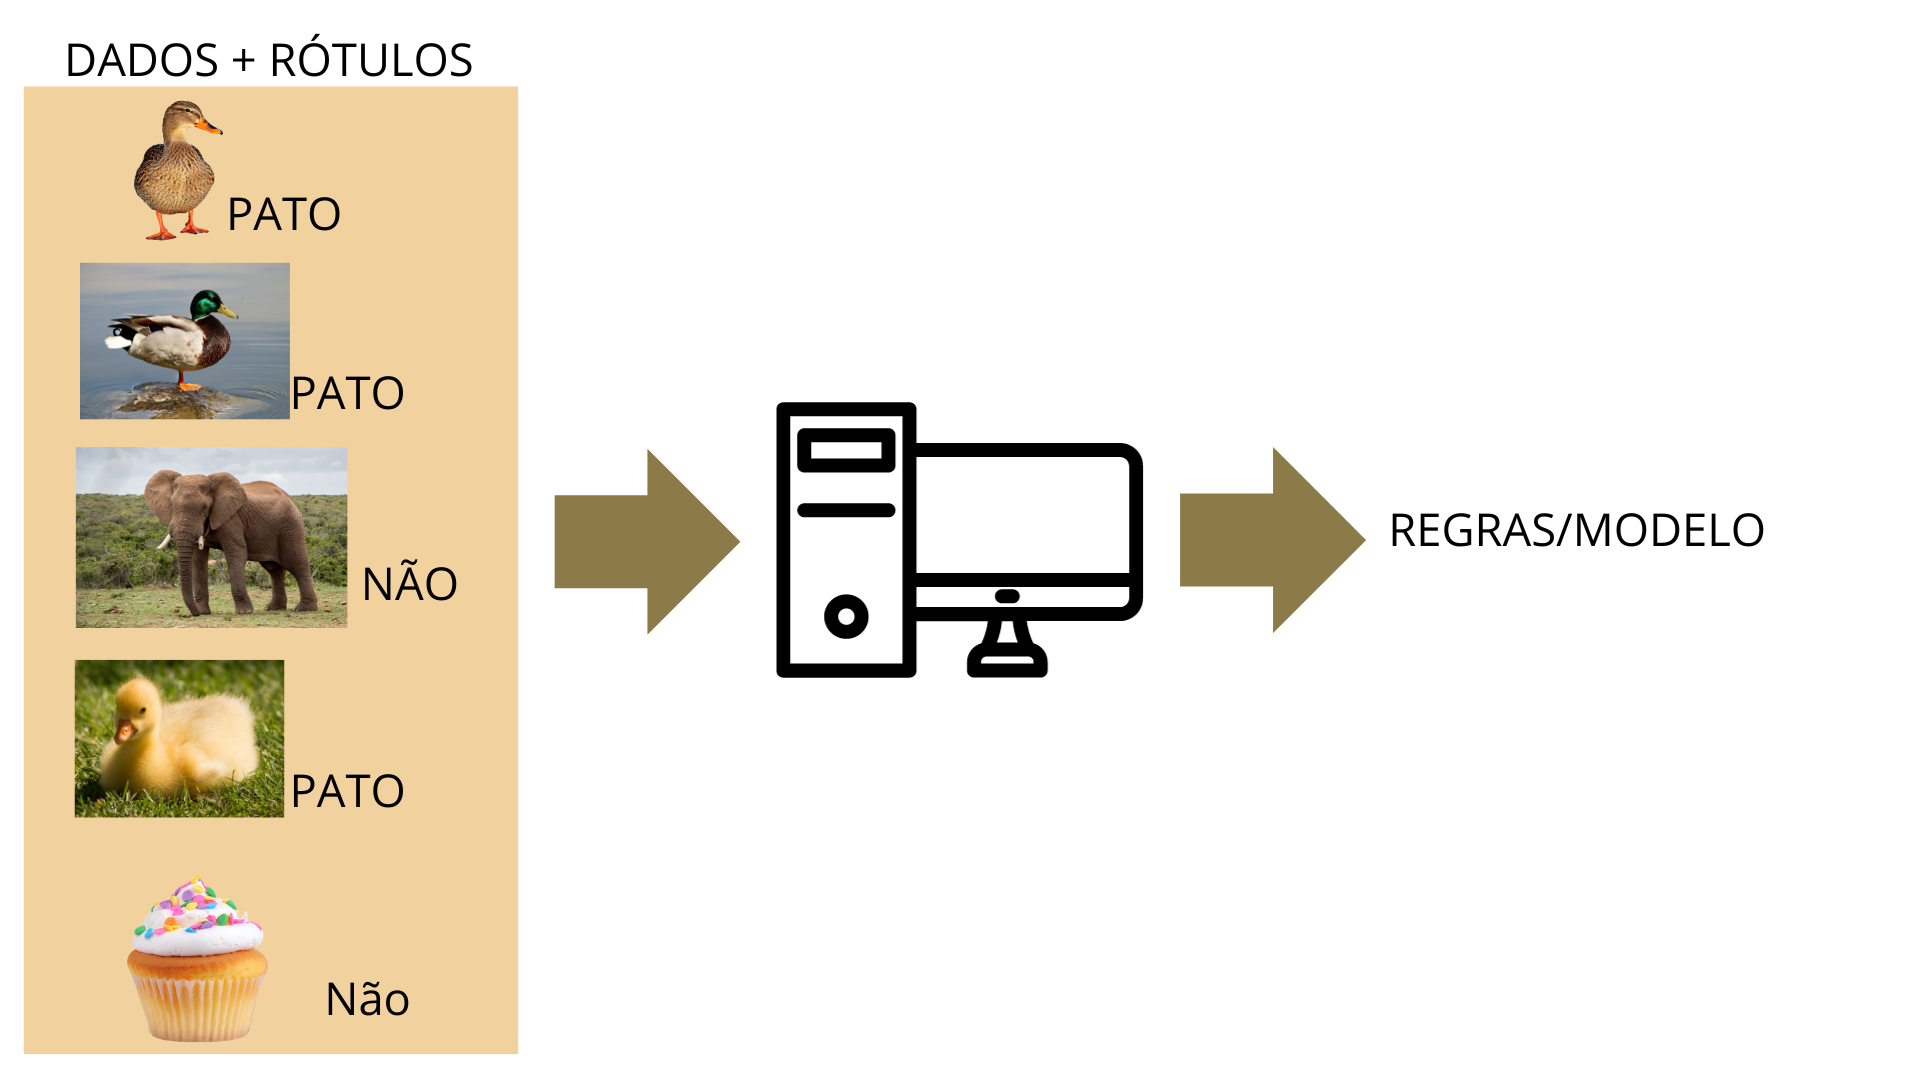 DADOS + RÓTULOS
PATO
PATO
NÃO
PATO
Não
REGRAS/MODELO